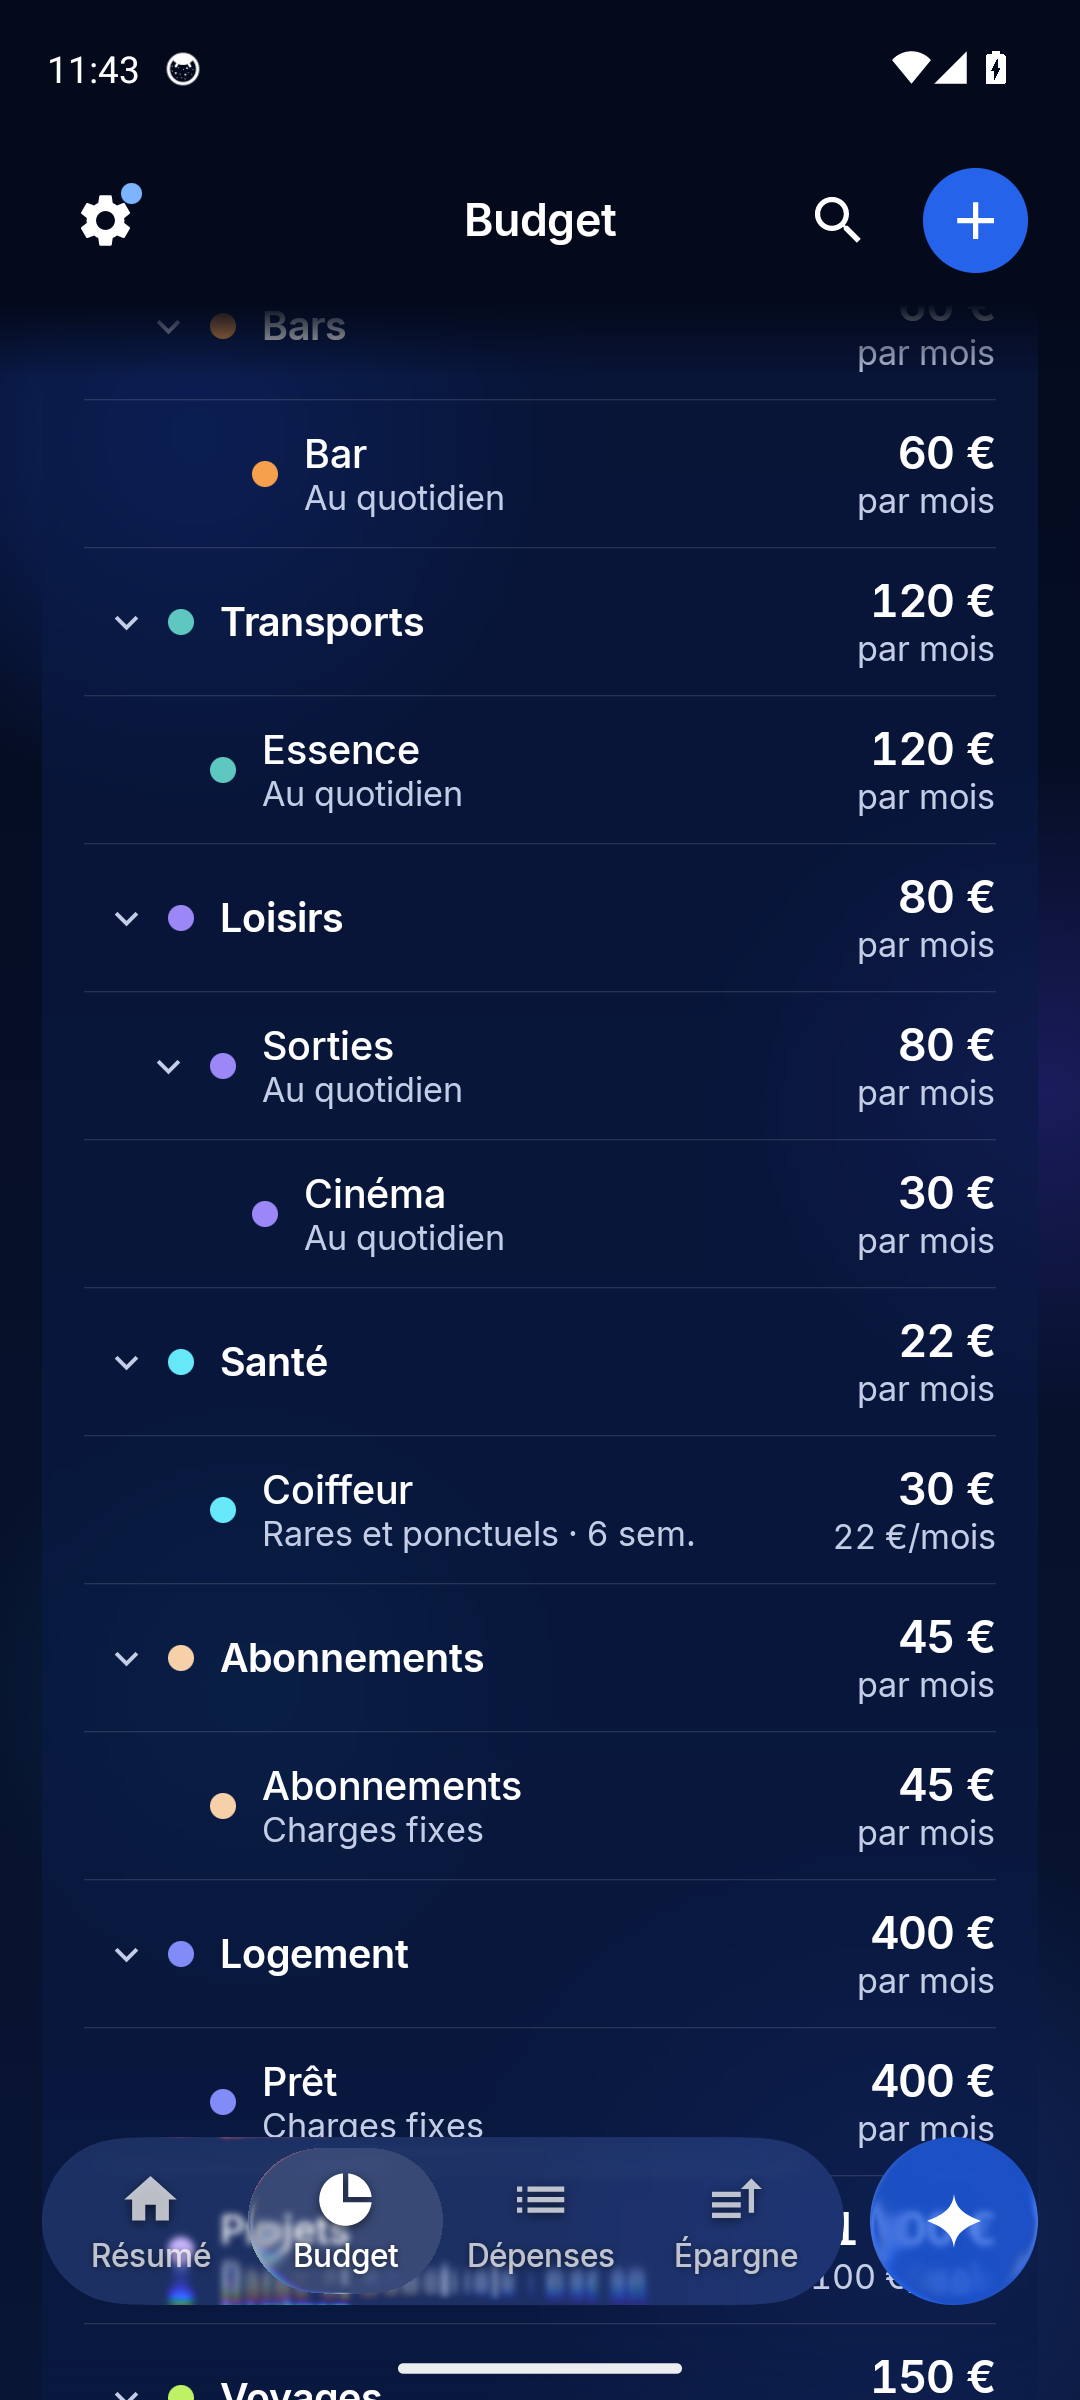 11:43
Budget
Bars
60 €
par mois
Bar
60 €
Au quotidien
par mois
Transports
120 €
par mois
Essence
120 €
Au quotidien
par mois
Loisirs
80 €
par mois
Sorties
80 €
Au quotidien
par mois
Cinéma
30 €
Au quotidien
par mois
Santé
22 €
par mois
Coiffeur
30 €
Rares et ponctuels · 6 sem.
22 €/mois
Abonnements
45 €
par mois
Abonnements
45 €
Charges fixes
par mois
Logement
400 €
par mois
Prêt
400 €
Charges fixes
par mois
Projets
100 €
Résumé
Budget
Dépenses
Épargne
Voyages
150 €